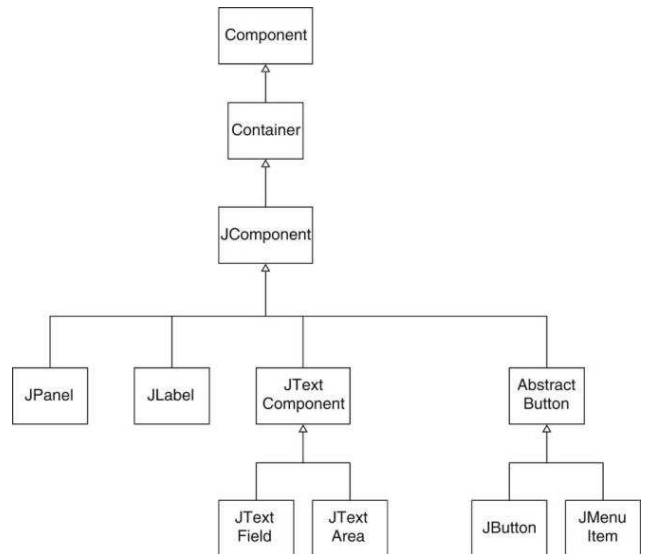 Component
Container
JComponent
JPanel
JLabel
JText
Component
Abstract
Button
JText
Field
JText
Area
JButton
JMenu
Item